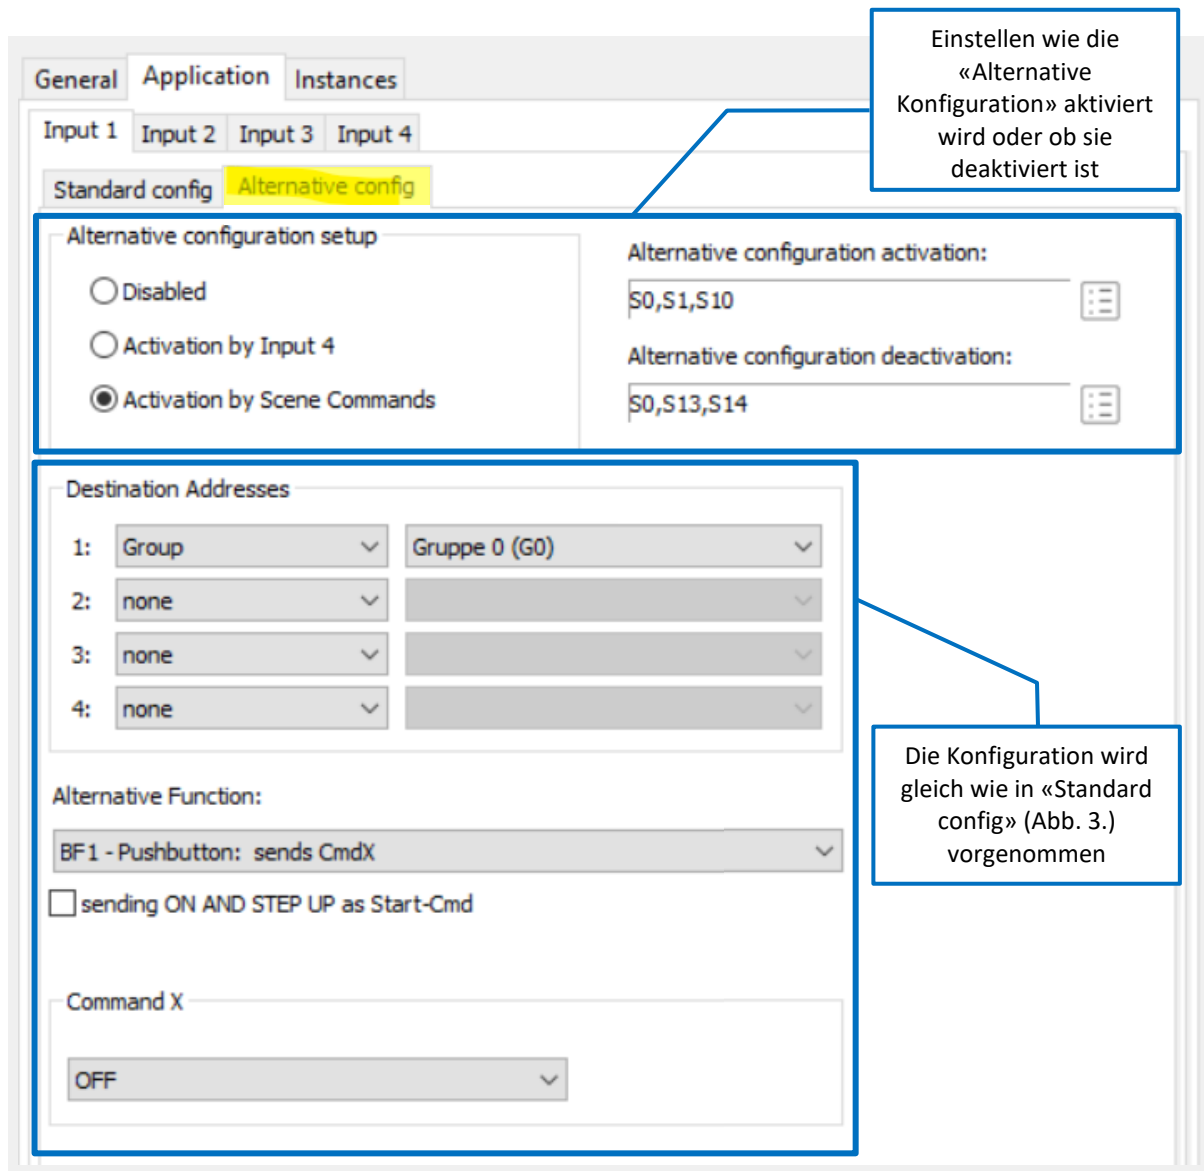 Einstellen wie die
«Alternative
Konfiguration» aktiviert
wird oder ob sie
deaktiviert ist
General Application Instances
Input 1 Input 2 Input 3 Input 4
Standard config Alternative config
Alternative configuration setup
Disabled
Activation by Input 4
Activation by Scene Commands
Alternative configuration activation:
S0,S1,S10
Alternative configuration deactivation:
S0,S13,S14
Destination Addresses
1: Group Gruppe 0 (G0)
2: none
3: none
4: none
Die Konfiguration wird
gleich wie in «Standard
config» (Abb. 3.)
vorgenommen
Alternative Function:
BF1 - Pushbutton: sends CmdX
sending ON AND STEP UP as Start-Cmd
Command X
OFF